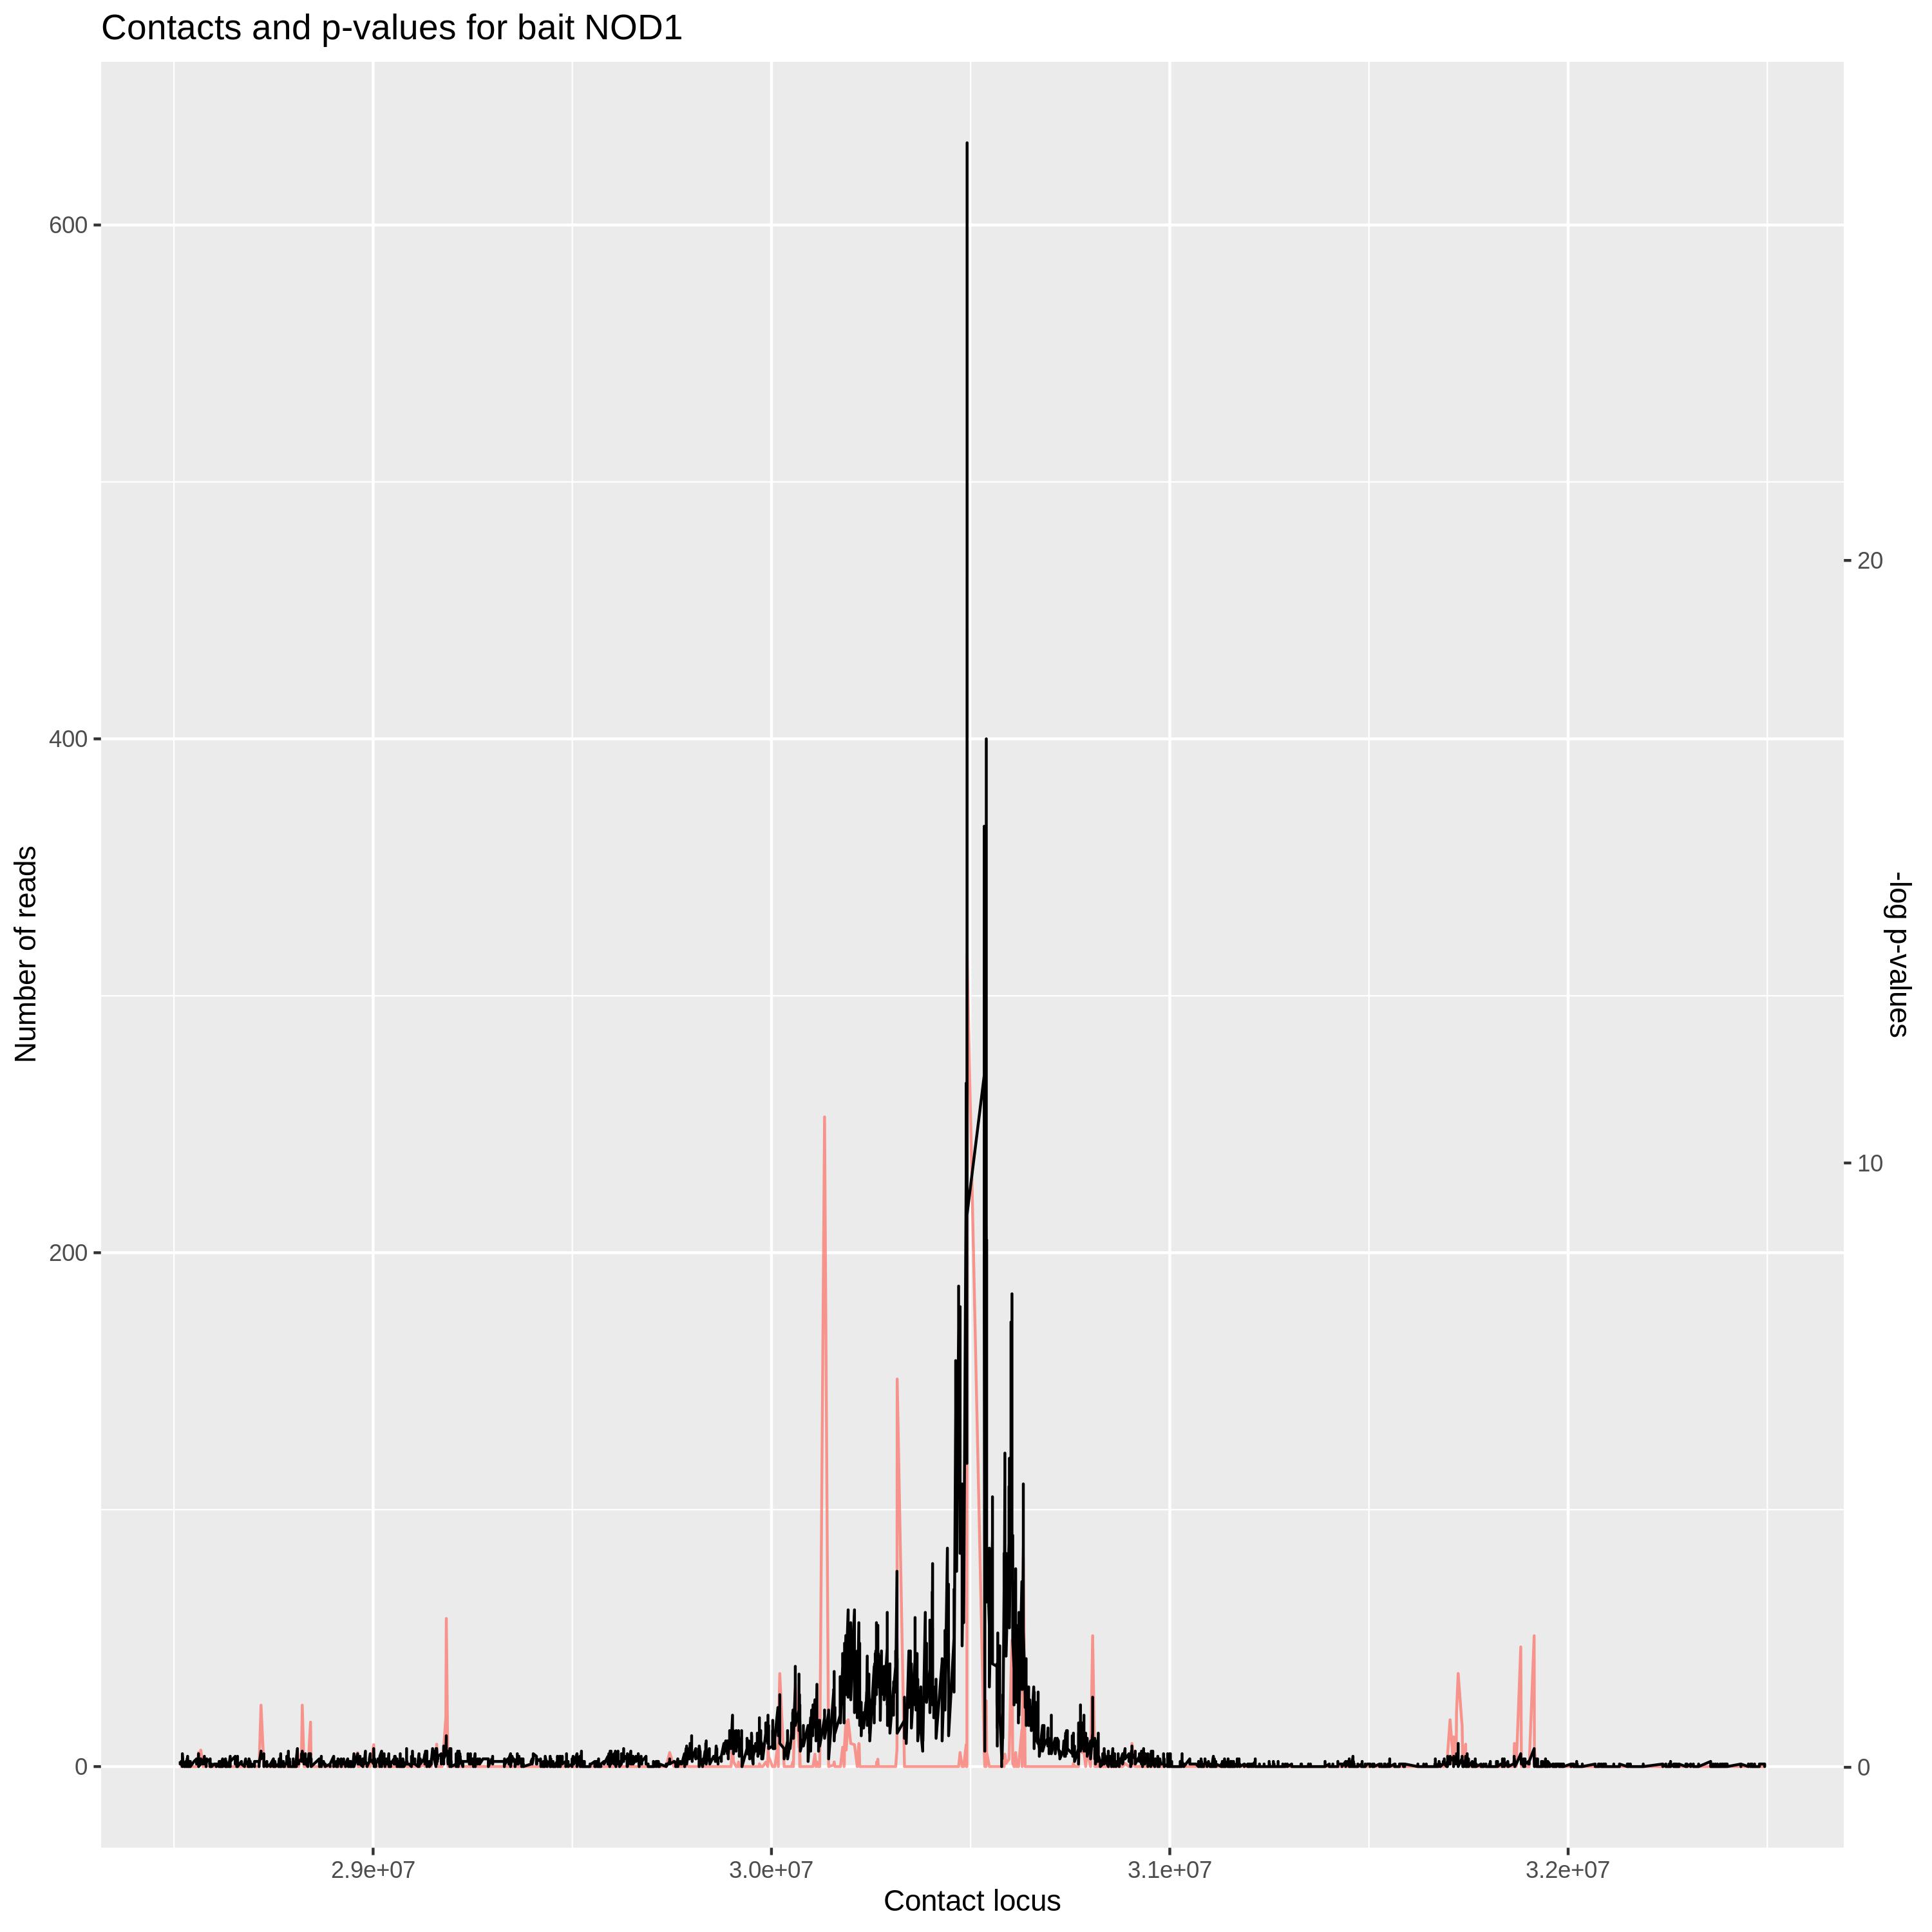 Contacts and p-values for bait NOD1
600
400
200
0
20
10
0
Number of reads
-log p-values
2.9e+07
3.0e+07
3.1e+07
3.2e+07
Contact locus